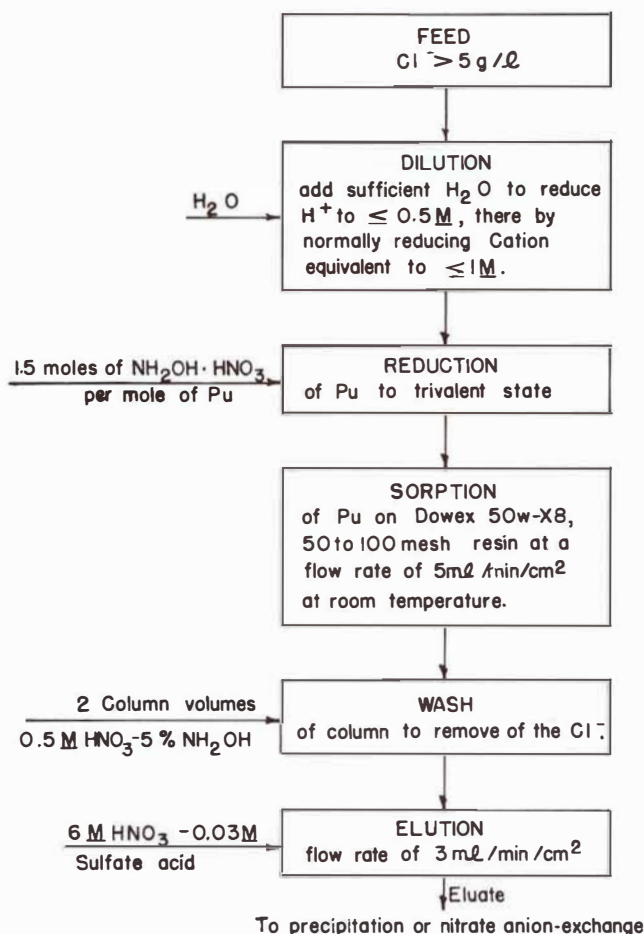 FEED
Cl⁻ > 5 g/ℓ
DILUTION
add sufficient H₂O to reduce
H⁺ to ≤ 0.5 M, there by
normally reducing Cation
equivalent to ≤ 1M.
H₂O
REDUCTION
of Pu to trivalent state
1.5 moles of NH₂OH·HNO₃
per mole of Pu
SORPTION
of Pu on Dowex 50w-X8,
50 to 100 mesh resin at a
flow rate of 5mℓ/min/cm²
at room temperature.
2 Column volumes
0.5 M HNO₃-5 % NH₂OH
WASH
of column to remove of the Cl⁻.
6 M HNO₃ -0.03M
Sulfate acid
ELUTION
flow rate of 3 mℓ/min/cm²
Eluate
To precipitation or nitrate anion-exchange